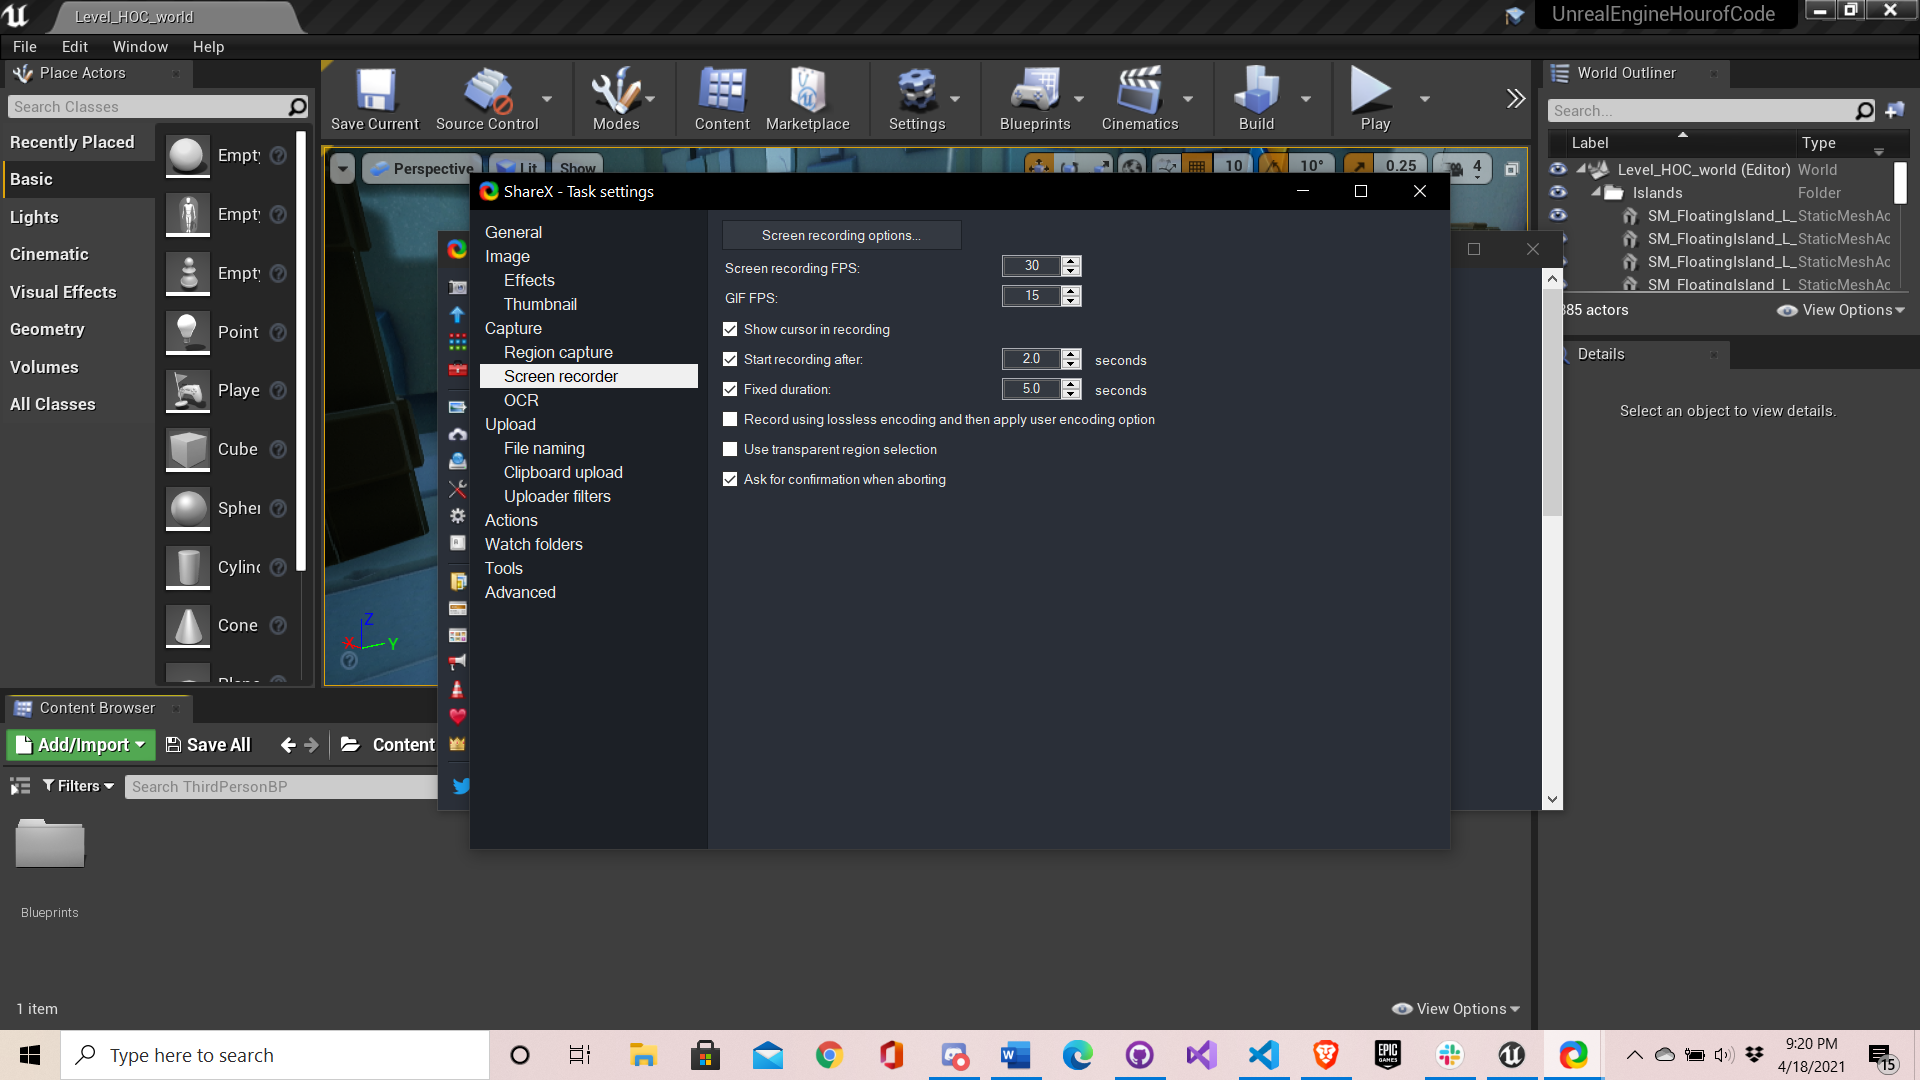 Level_HOC_world
UnrealEngineHourofCode
File Edit Window Help
Place Actors
Search Classes
Recently Placed
Basic
Lights
Cinematic
Visual Effects
Geometry
Volumes
All Classes
Empty
Empty
Empty
Point
Playe
Cube
Spher
Cylind
Cone
Save Current
Source Control
Modes
Content
Marketplace
Settings
Blueprints
Cinematics
Build
Play
Perspective
Lit
Show
10
10°
0.25
4
World Outliner
Search...
Label Type
Level_HOC_world (Editor) World
Islands Folder
SM_FloatingIsland_L_ StaticMeshAc
SM_FloatingIsland_L_ StaticMeshAc
SM_FloatingIsland_L_ StaticMeshAc
SM_FloatingIsland_L StaticMeshAc
385 actors
View Options
Details
Select an object to view details.
ShareX - Task settings
General
Image
Effects
Thumbnail
Capture
Region capture
Screen recorder
OCR
Upload
File naming
Clipboard upload
Uploader filters
Actions
Watch folders
Tools
Advanced
Screen recording options...
Screen recording FPS: 30
GIF FPS: 15
Show cursor in recording
Start recording after: 2.0 seconds
Fixed duration: 5.0 seconds
Record using lossless encoding and then apply user encoding option
Use transparent region selection
Ask for confirmation when aborting
Z
X
Y
Content Browser
Add/Import
Save All
Content
Filters
Search ThirdPersonBP
Blueprints
1 item
View Options
Type here to search
EPIC GAMES
9:20 PM
4/18/2021
15